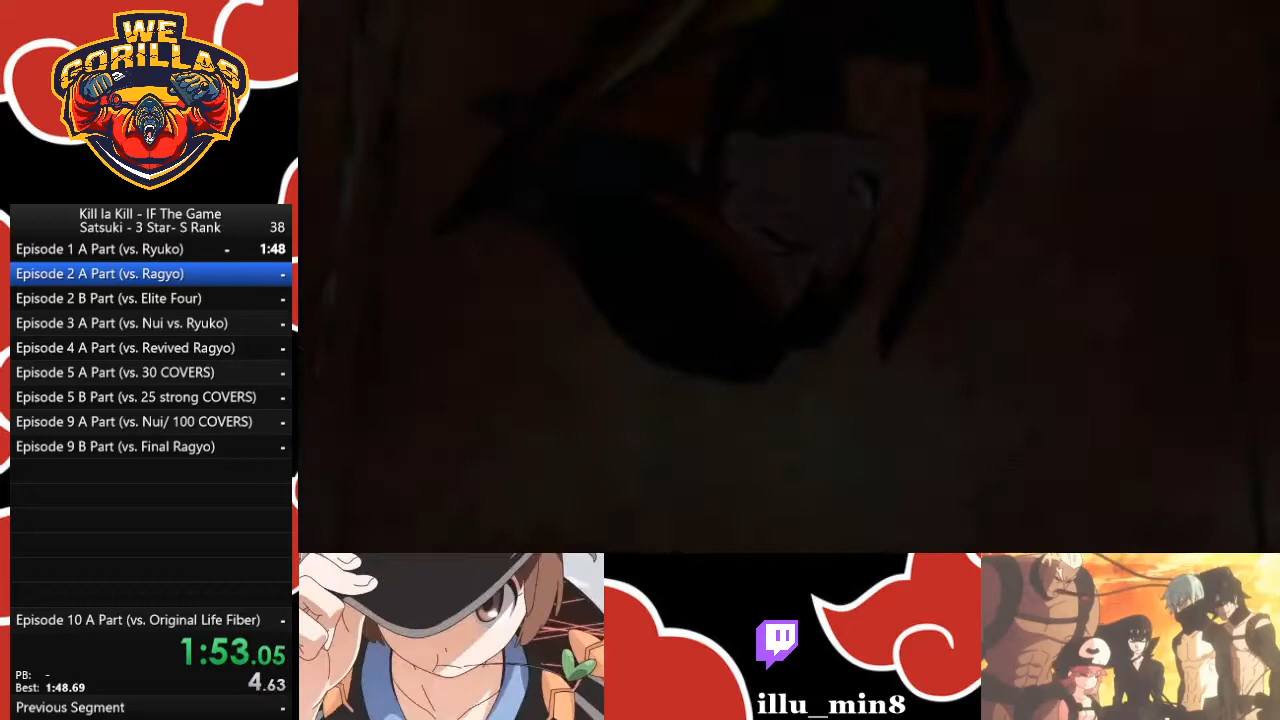 WE
GORILLAS
Kill la Kill - IF The Game
Satsuki - 3 Star- S Rank 38
Episode 1 A Part (vs. Ryuko) - 1:48
Episode 2 A Part (vs. Ragyo) -
Episode 2 B Part (vs. Elite Four) -
Episode 3 A Part (vs. Nui vs. Ryuko) -
Episode 4 A Part (vs. Revived Ragyo) -
Episode 5 A Part (vs. 30 COVERS) -
Episode 5 B Part (vs. 25 strong COVERS) -
Episode 9 A Part (vs. Nui/ 100 COVERS) -
Episode 9 B Part (vs. Final Ragyo) -
Episode 10 A Part (vs. Original Life Fiber) -
1:53.05
PB: -
Best: 1:48.69 4.63
Previous Segment -
illu_min8